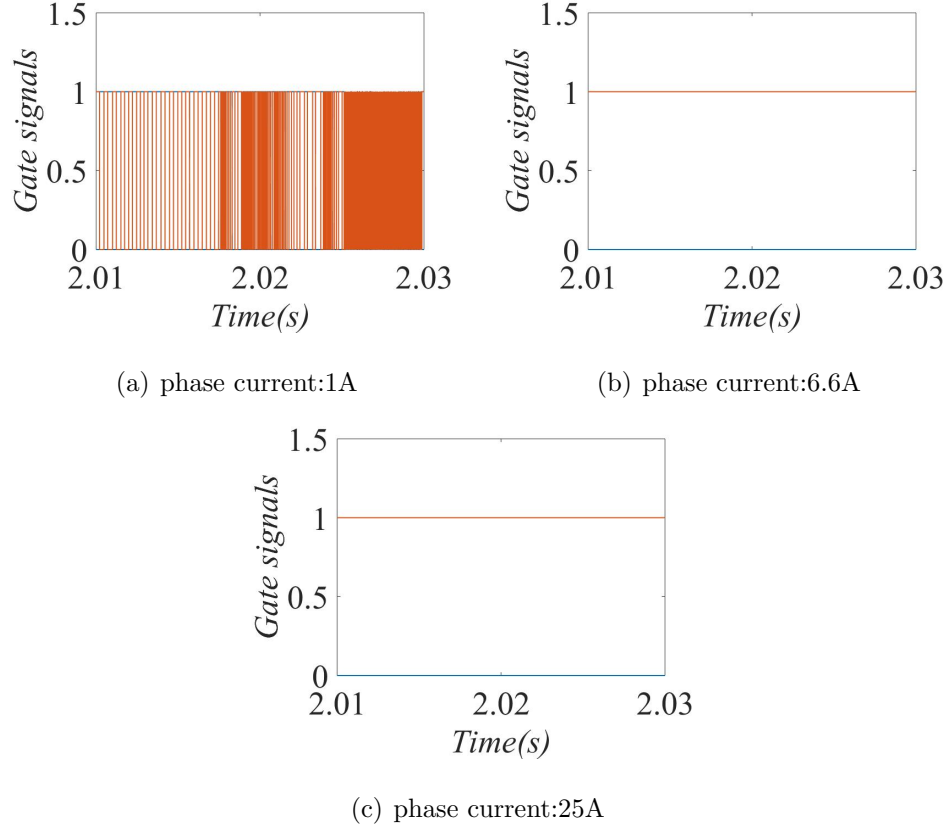 1.5
1
0.5
0
Gate signals
2.01 2.02 2.03
Time(s)
(a) phase current:1A
1.5
1
0.5
0
Gate signals
2.01 2.02 2.03
Time(s)
(b) phase current:6.6A
1.5
1
0.5
0
Gate signals
2.01 2.02 2.03
Time(s)
(c) phase current:25A